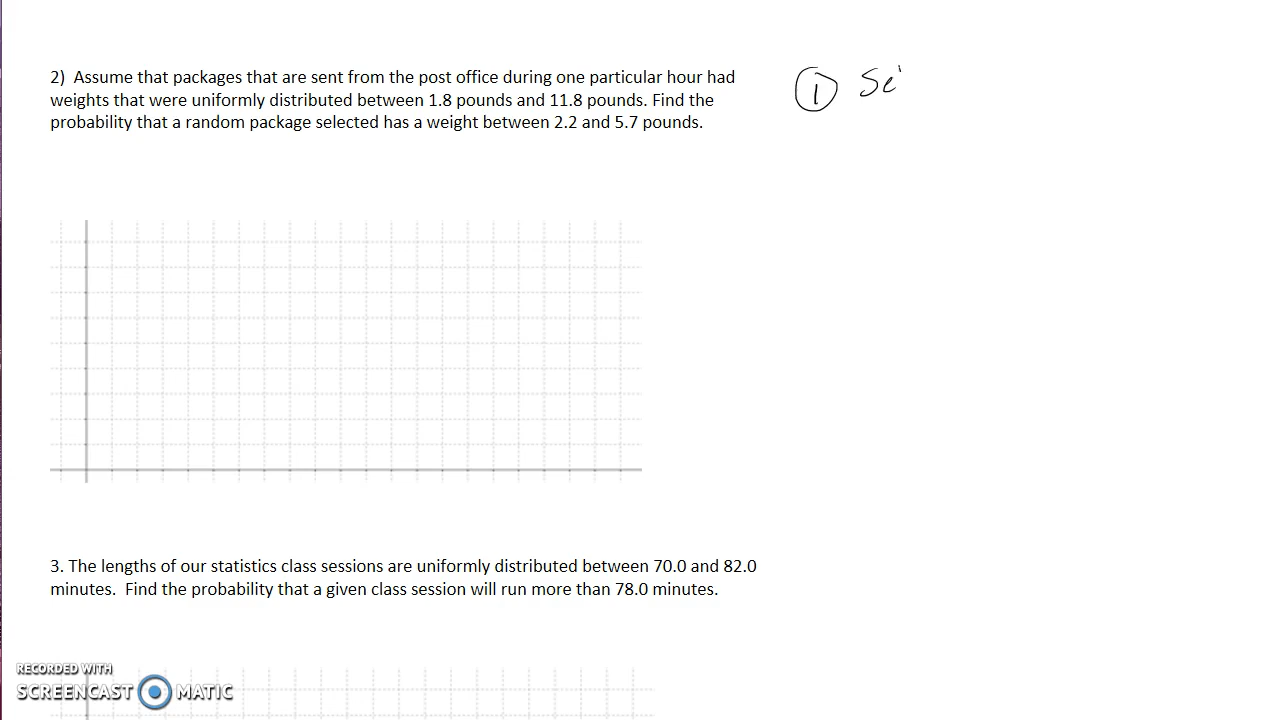 2) Assume that packages that are sent from the post office during one particular hour had
weights that were uniformly distributed between 1.8 pounds and 11.8 pounds. Find the
probability that a random package selected has a weight between 2.2 and 5.7 pounds.
1 Se
3. The lengths of our statistics class sessions are uniformly distributed between 70.0 and 82.0
minutes. Find the probability that a given class session will run more than 78.0 minutes.
RECORDED WITH
SCREENCAST MATIC